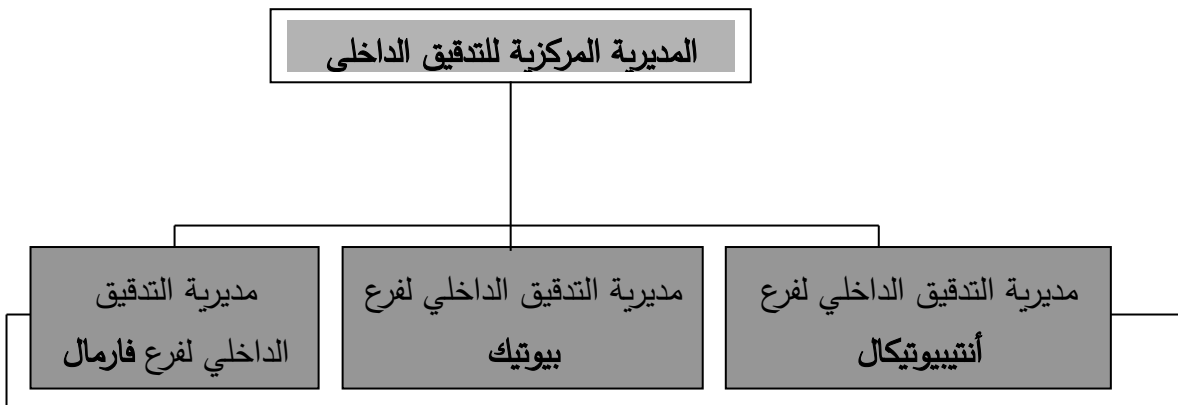 المديرية المركزية للتدقيق الداخلي
مديرية التدقيق الداخلي لفرع
أنتيبيوتيكال
مديرية التدقيق الداخلي لفرع
بيوتيك
مديرية التدقيق
الداخلي لفرع فارمال